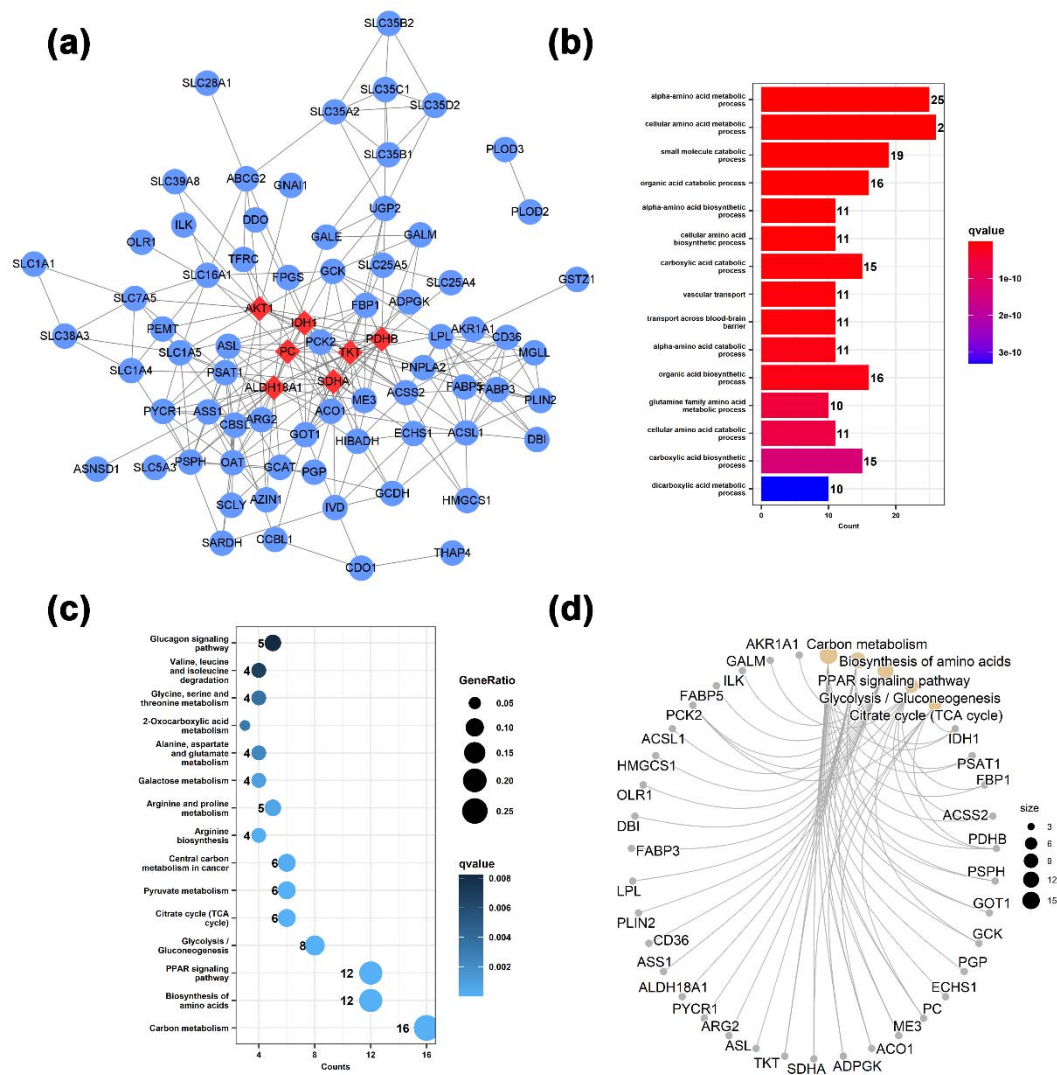 (a)
SLC35B2
SLC28A1
SLC35C1
SLC35A2
SLC35D2
SLC35B1
PLOD3
SLC39A8
ABCG2
GNAI1
PLOD2
UGP2
ILK
DDO
GALE
GALM
OLR1
TFRC
SLC1A1
SLC16A1
FPGS
GCK
SLC25A5
SLC25A4
GSTZ1
SLC7A5
AKT1
FBP1
ADPGK
IDH1
SLC38A3
PEMT
PCK2
PDHB
LPL
AKR1A1
CD36
SLC1A5
ASL
PC
TKT
MGLL
SLC1A4
PSAT1
PNPLA2
ALDH18A1
SDHA
ACSS2
FABP5
FABP3
PLIN2
PYCR1
ASS1
ARG2
ACO1
ME3
CBSL
GOT1
HIBADH
ECHS1
ACSL1
DBI
ASNSD1
SLC5A3
PSPH
OAT
GCAT
PGP
GCDH
HMGCS1
SCLY
AZIN1
IVD
SARDH
CCBL1
THAP4
CDO1
(b)
alpha-amino acid metabolic
process
25
cellular amino acid metabolic
process
2
small molecule catabolic
process
19
organic acid catabolic process
16
alpha-amino acid biosynthetic
process
11
cellular amino acid
biosynthetic process
11
carboxylic acid catabolic
process
15
vascular transport
11
transport across blood-brain
barrier
11
alpha-amino acid catabolic
process
11
organic acid biosynthetic
process
16
glutamine family amino acid
metabolic process
10
cellular amino acid catabolic
process
11
carboxylic acid biosynthetic
process
15
dicarboxylic acid metabolic
process
10
0
10
20
Count
qvalue
1e-10
2e-10
3e-10
(c)
Glucagon signaling
pathway
5
Valine, leucine and
isoleucine
degradation
4
Glycine, serine and
threonine metabolism
4
2-Oxocarboxylic acid
metabolism
Alanine, aspartate
and glutamate
metabolism
4
Galactose metabolism
4
Arginine and proline
metabolism
5
Arginine
biosynthesis
4
Central carbon
metabolism in cancer
6
Pyruvate metabolism
6
Citrate cycle (TCA
cycle)
6
Glycolysis /
Gluconeogenesis
8
PPAR signaling
pathway
12
Biosynthesis of
amino acids
12
Carbon metabolism
16
4
8
12
16
Counts
GeneRatio
0.05
0.10
0.15
0.20
0.25
qvalue
0.008
0.006
0.004
0.002
(d)
AKR1A1
Carbon metabolism
GALM
Biosynthesis of amino acids
ILK
PPAR signaling pathway
FABP5
Glycolysis / Gluconeogenesis
PCK2
Citrate cycle (TCA cycle)
ACSL1
IDH1
HMGCS1
PSAT1
FBP1
OLR1
ACSS2
DBI
PDHB
FABP3
PSPH
LPL
GOT1
PLIN2
GCK
CD36
PGP
ASS1
ECHS1
ALDH18A1
PC
PYCR1
ME3
ARG2
ACO1
ASL
TKT
SDHA
ADPGK
size
3
6
9
12
15